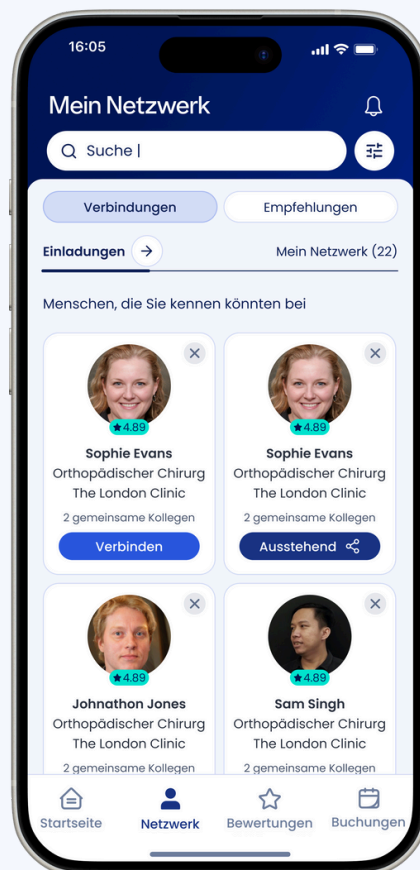 16:05
Mein Netzwerk
Suche |
Verbindungen
Empfehlungen
Einladungen
Mein Netzwerk (22)
Menschen, die Sie kennen könnten bei
4.89
Sophie Evans
Orthopädischer Chirurg
The London Clinic
2 gemeinsame Kollegen
Verbinden
4.89
Sophie Evans
Orthopädischer Chirurg
The London Clinic
2 gemeinsame Kollegen
Ausstehend
4.89
Johnathon Jones
Orthopädischer Chirurg
The London Clinic
2 gemeinsame Kollegen
4.89
Sam Singh
Orthopädischer Chirurg
The London Clinic
2 gemeinsame Kollegen
Startseite
Netzwerk
Bewertungen
Buchungen